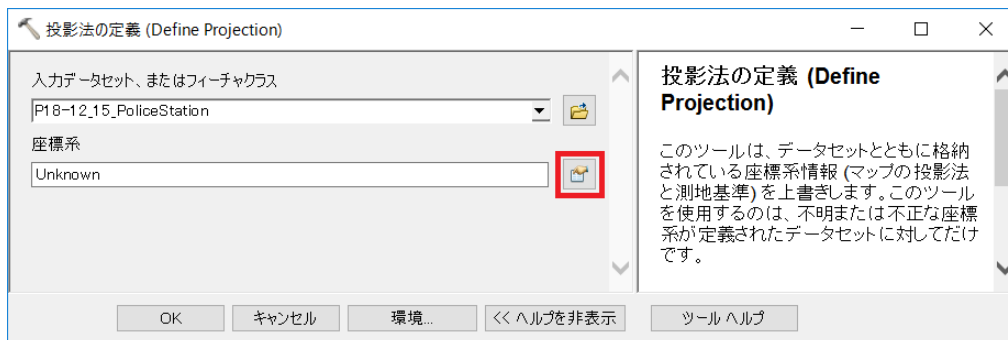 投影法の定義 (Define Projection)
入力データセット、またはフィーチャクラス
P18-12_15_PoliceStation
座標系
Unknown
投影法の定義 (Define
Projection)
このツールは、データセットとともに格納
されている座標系情報 (マップの投影法
と測地基準) を上書きします。このツール
を使用するのは、不明または不正な座標
系が定義されたデータセットに対してだけ
です。
OK
キャンセル
環境...
<< ヘルプを非表示
ツール ヘルプ